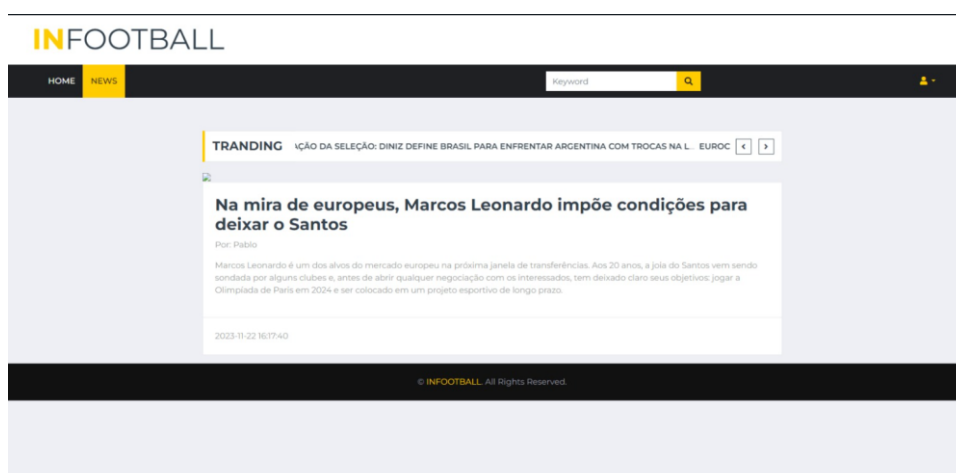 INFOOTBALL
HOME NEWS Keyword
TRANDING AÇÃO DA SELEÇÃO: DINIZ DEFINE BRASIL PARA ENFRENTAR ARGENTINA COM TROCAS NA L... EUROC
Na mira de europeus, Marcos Leonardo impõe condições para
deixar o Santos
Por: Pablo
Marcos Leonardo é um dos alvos do mercado europeu na próxima janela de transferências. Aos 20 anos, a joia do Santos vem sendo
sondada por alguns clubes e, antes de abrir qualquer negociação com os interessados, tem deixado claro seus objetivos: jogar a
Olimpíada de Paris em 2024 e ser colocado em um projeto esportivo de longo prazo.
2023-11-22 16:17:40
© INFOOTBALL. All Rights Reserved.